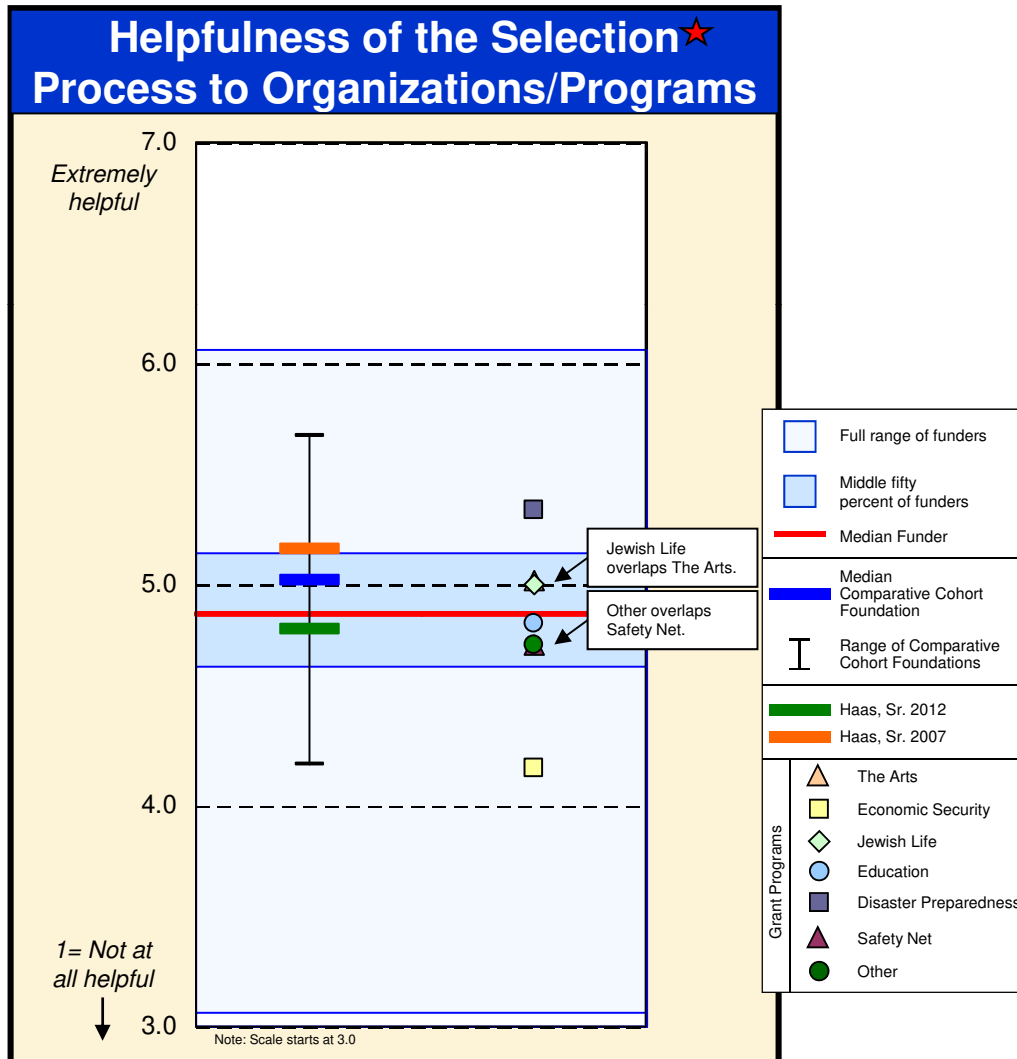 Helpfulness of the Selection
Process to Organizations/Programs
7.0
Extremely
helpful
6.0
5.0
4.0
1= Not at
all helpful
3.0
Note: Scale starts at 3.0
Jewish Life
overlaps The Arts.
Other overlaps
Safety Net.
Full range of funders
Middle fifty
percent of funders
Median Funder
Median
Comparative Cohort
Foundation
Range of Comparative
Cohort Foundations
Haas, Sr. 2012
Haas, Sr. 2007
Grant Programs
The Arts
Economic Security
Jewish Life
Education
Disaster Preparedness
Safety Net
Other